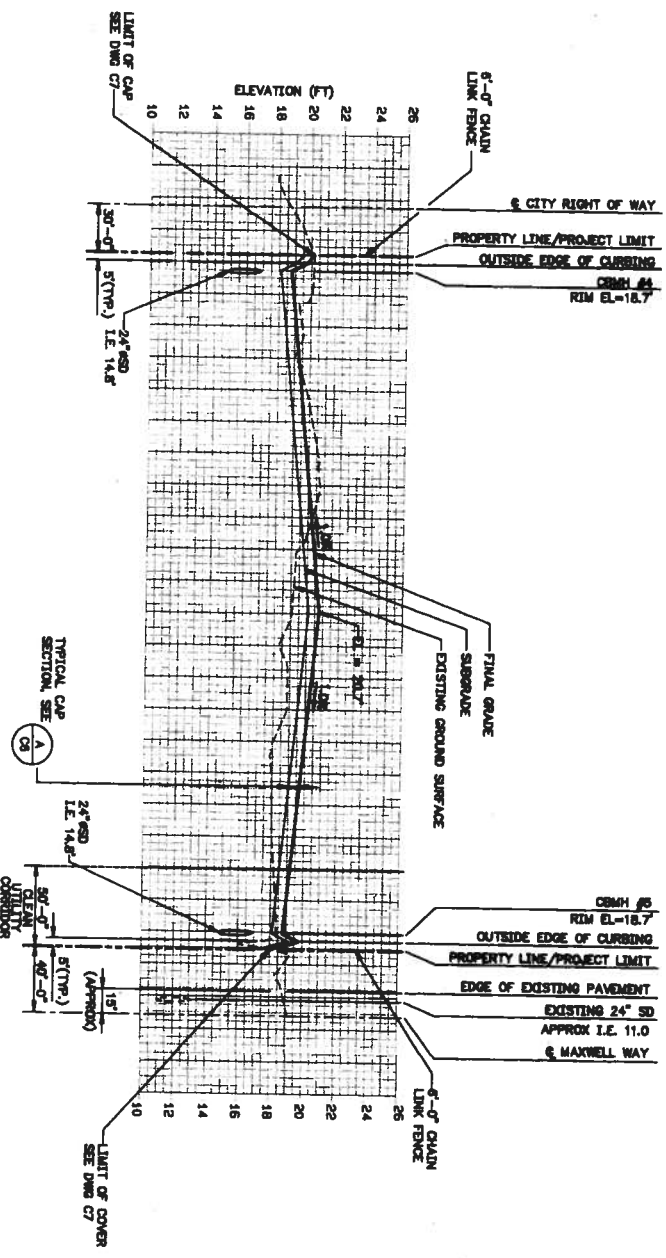 ℄ CITY RIGHT OF WAY
PROPERTY LINE/PROJECT LIMIT
OUTSIDE EDGE OF CURBING
CBMH #4
RIM EL=18.7'
6'-0" CHAIN
LINK FENCE
ELEVATION (FT)
26
24
22
20
18
16
14
12
10
LIMIT OF CAP
SEE DWG C7
30'-0"
5'(TYP.)
24"øSD
I.E. 14.8'
FINAL GRADE
SUBGRADE
EXISTING GROUND SURFACE
EL = 20.7'
TYPICAL CAP
SECTION, SEE
A
C8
24"øSD
I.E. 14.8'
50'-0"
CLEAN
UTILITY
CORRIDOR
5'(TYP.)
40'-0"
15'
(APPROX)
CBMH #5
RIM EL=18.7'
OUTSIDE EDGE OF CURBING
PROPERTY LINE/PROJECT LIMIT
EDGE OF EXISTING PAVEMENT
EXISTING 24" SD
APPROX I.E. 11.0
℄ MAXWELL WAY
6'-0" CHAIN
LINK FENCE
26
24
22
20
18
16
14
12
10
LIMIT OF COVER
SEE DWG C7